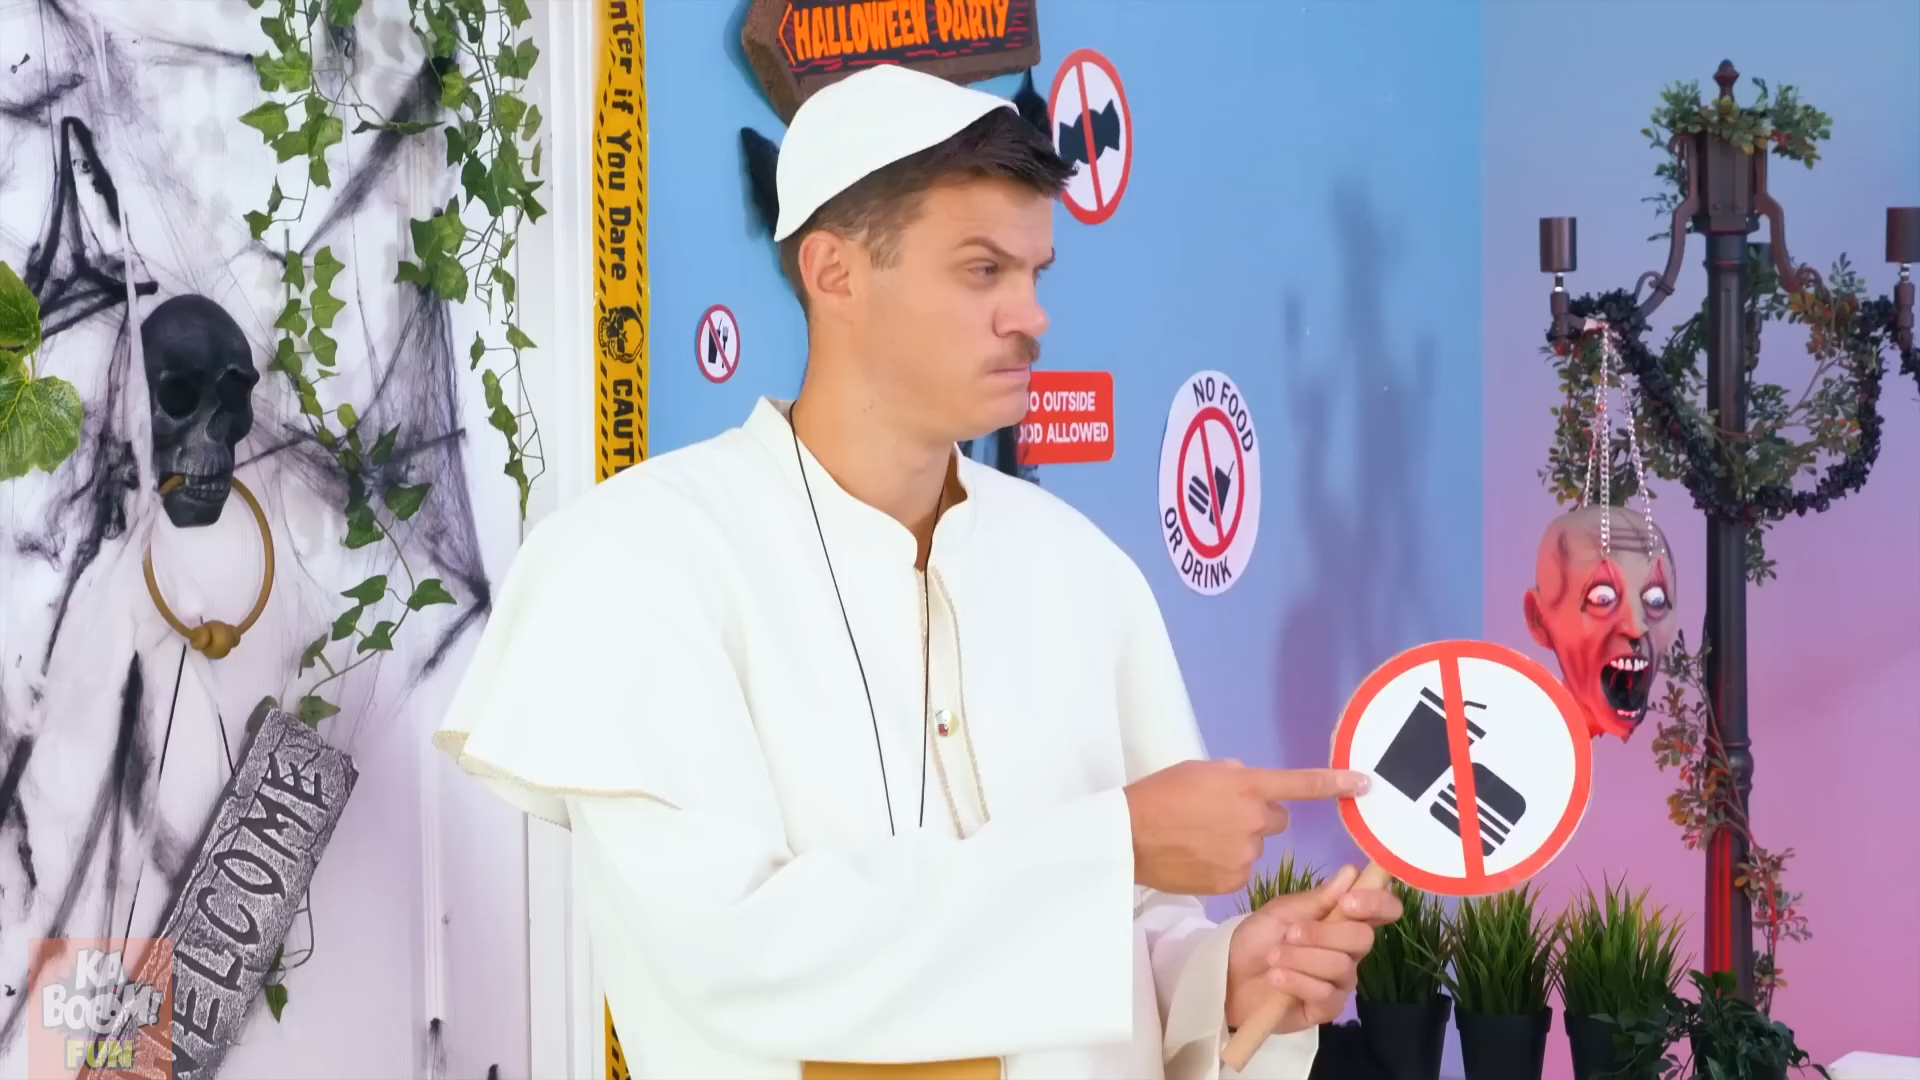 HALLOWEEN PARTY
nter if You Dare
CAUT
NO FOOD
OR DRINK
O OUTSIDE
OD ALLOWED
WELCOME
KA
BOOM!
FUN